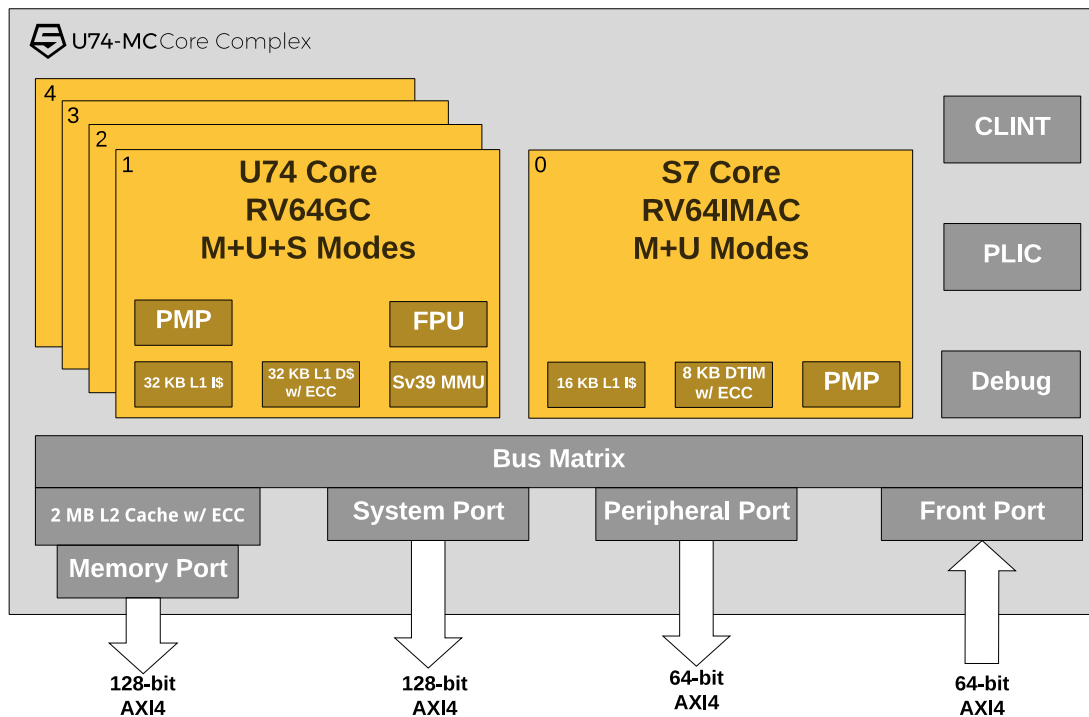 U74-MC Core Complex
4
3
2
1
U74 Core
RV64GC
M+U+S Modes
PMP
FPU
32 KB L1 I$
32 KB L1 D$
w/ ECC
Sv39 MMU
0
S7 Core
RV64IMAC
M+U Modes
16 KB L1 I$
8 KB DTIM
w/ ECC
PMP
CLINT
PLIC
Debug
Bus Matrix
2 MB L2 Cache w/ ECC
Memory Port
System Port
Peripheral Port
Front Port
128-bit
AXI4
128-bit
AXI4
64-bit
AXI4
64-bit
AXI4